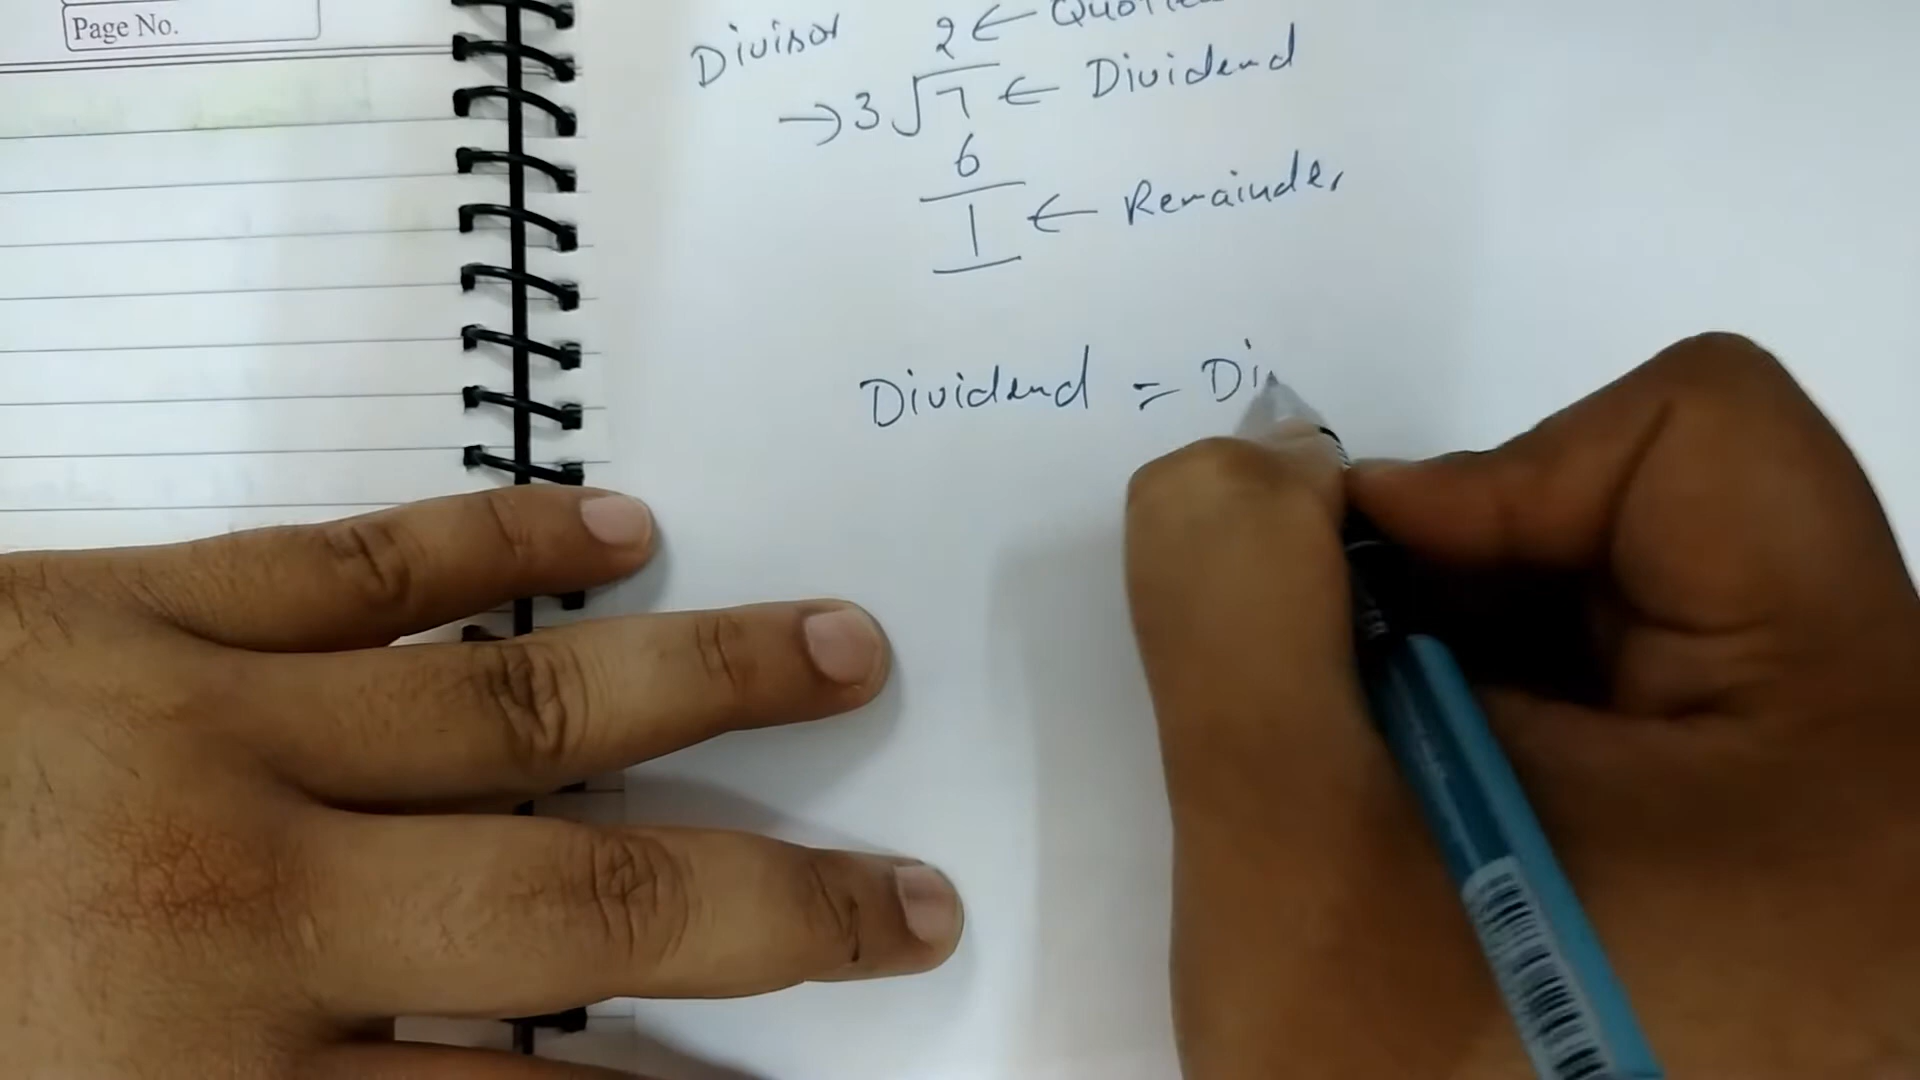 Page No.
Divisor 2 ←
→ 3 √7 ← Dividend
6
1 ← Remainder
Dividend = Di